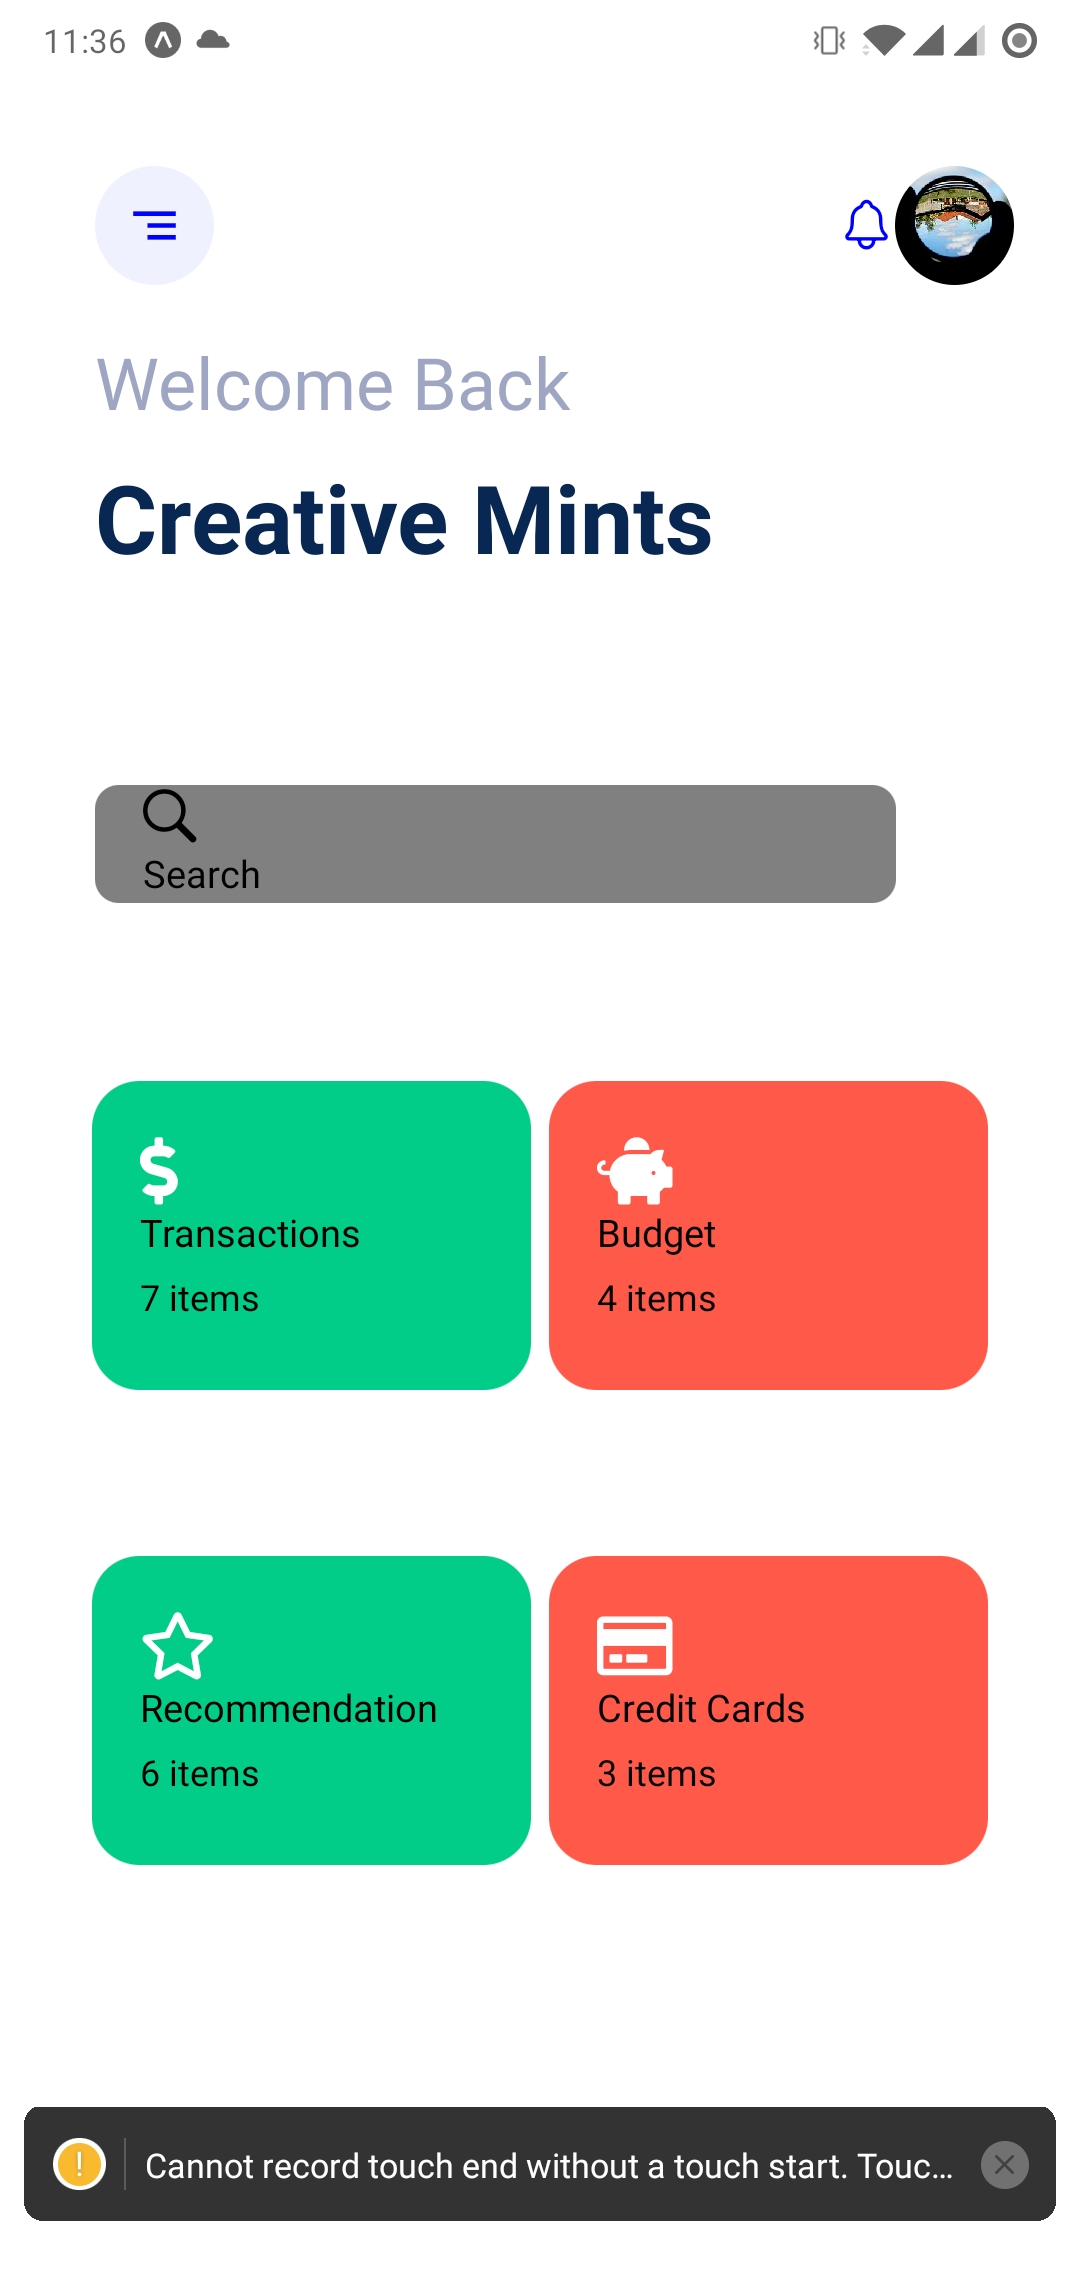 11:36
Welcome Back
Creative Mints
Search
Transactions
7 items
Budget
4 items
Recommendation
6 items
Credit Cards
3 items
Cannot record touch end without a touch start. Touc...